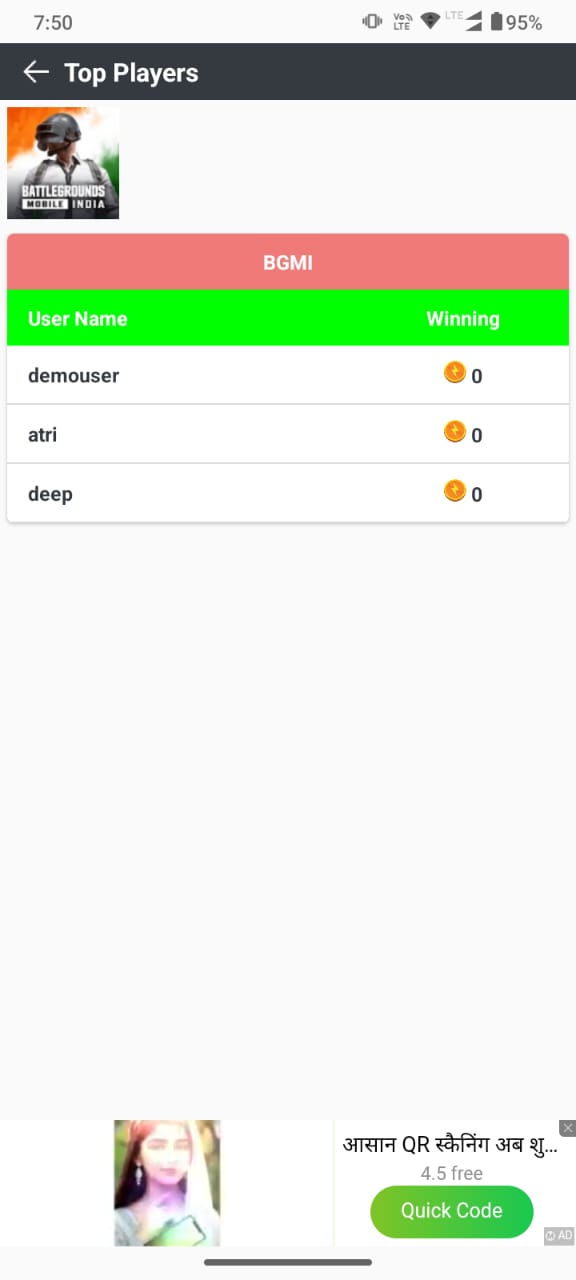 7:50
Vo))
LTE
LTE
95%
Top Players
BATTLEGROUNDS
MOBILE INDIA
BGMI
User Name Winning
demouser 0
atri 0
deep 0
आसान QR स्कैनिंग अब शु...
4.5 free
Quick Code
AD